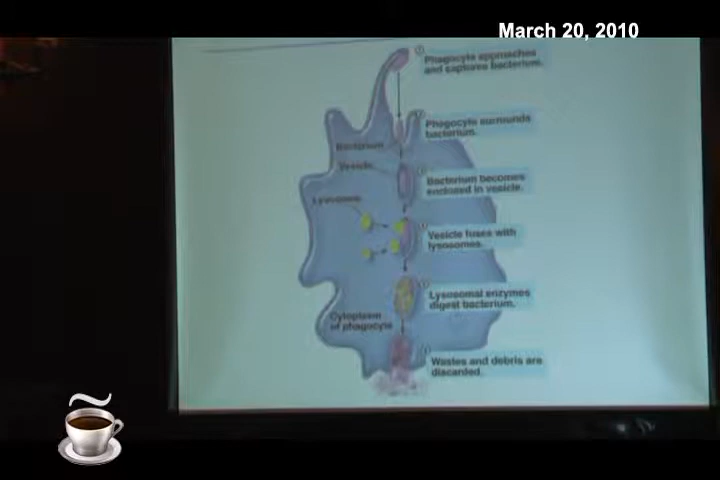 March 20, 2010
Phagocyte approaches
and captures bacterium.
Phagocyte surrounds
bacterium.
Bacterium
Vesicle
Bacterium becomes
enclosed in vesicle.
Lysosome
Vesicle fuses with
lysosomes.
Lysosomal enzymes
digest bacterium.
Cytoplasm
of phagocyte
Wastes and debris are
discarded.